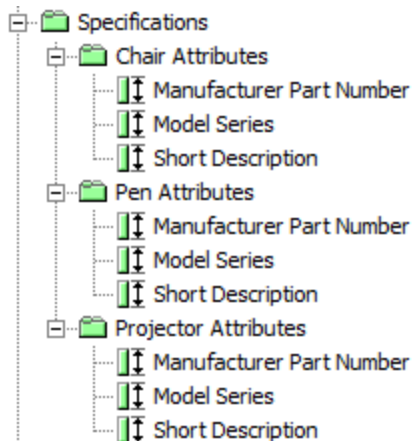 Specifications
Chair Attributes
Manufacturer Part Number
Model Series
Short Description
Pen Attributes
Manufacturer Part Number
Model Series
Short Description
Projector Attributes
Manufacturer Part Number
Model Series
Short Description